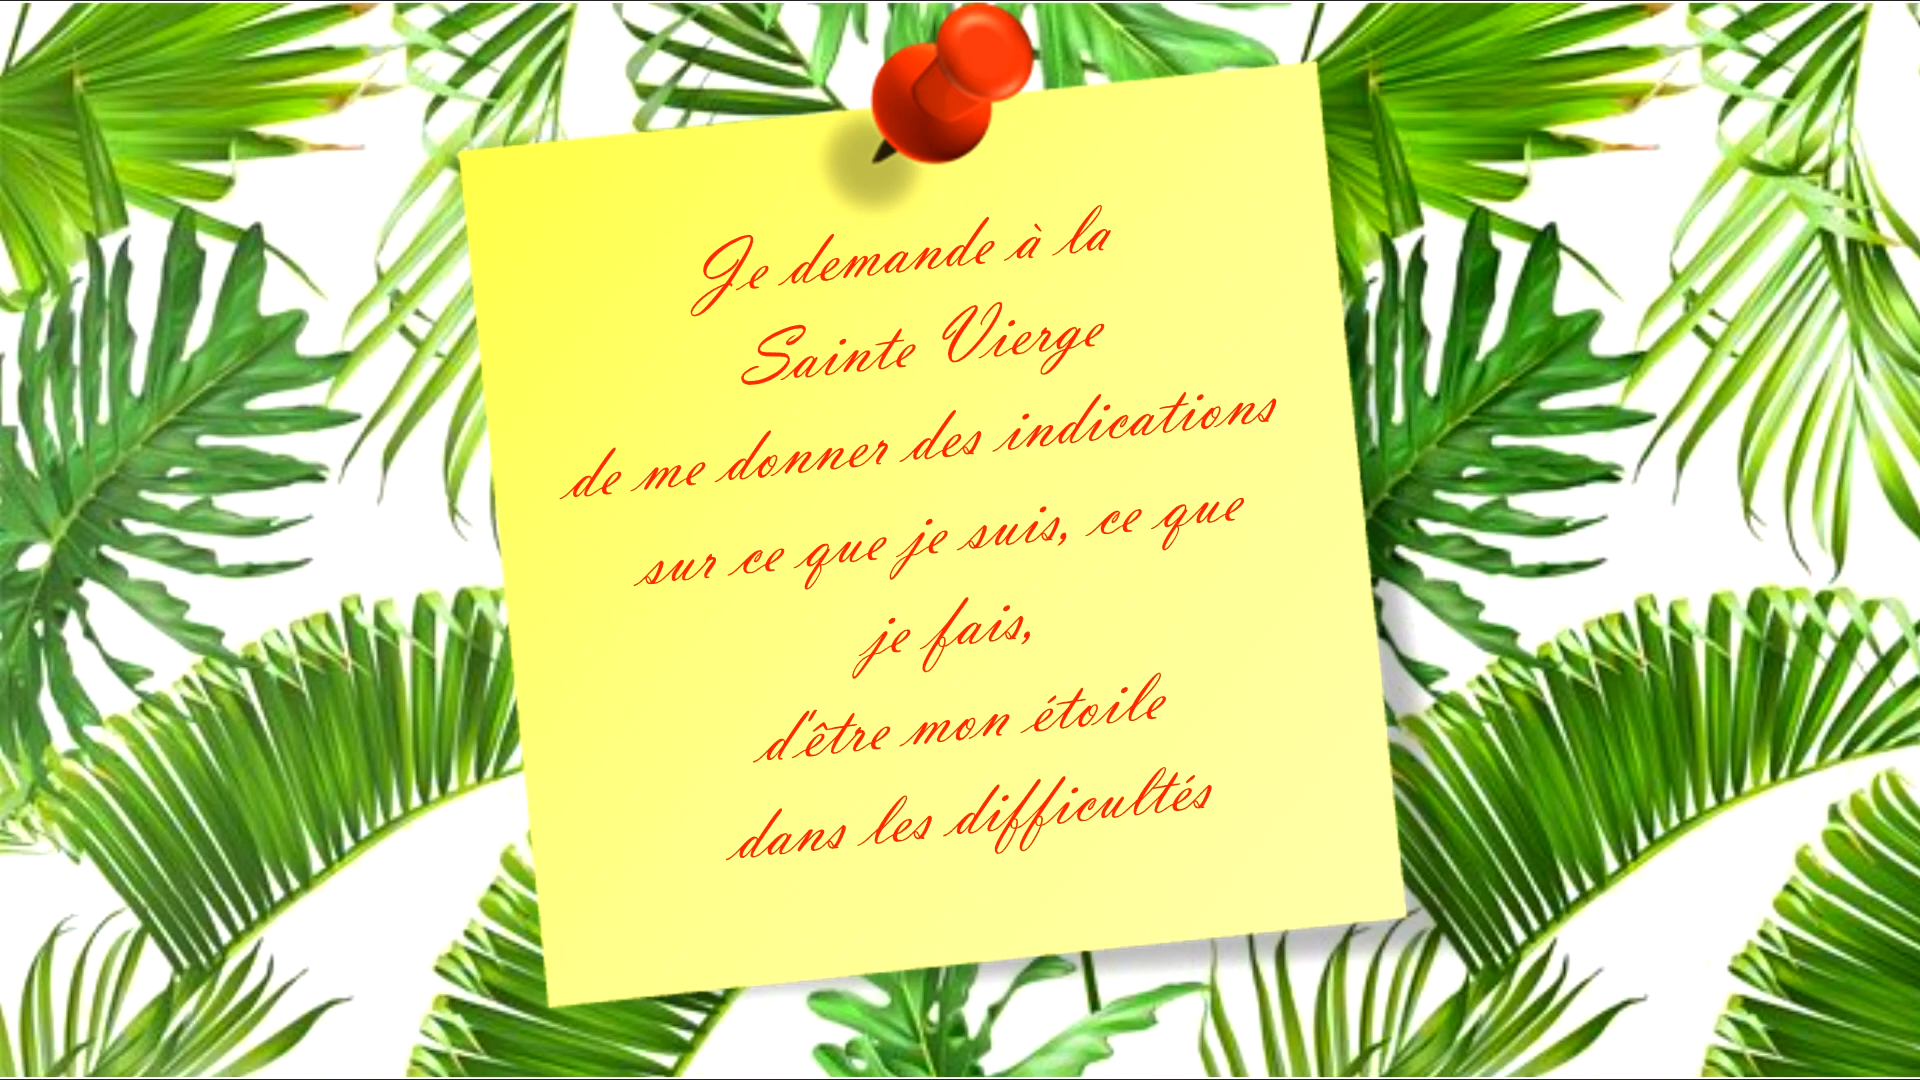 Je demande à la
Sainte Vierge
de me donner des indications
sur ce que je suis, ce que
je fais,
d'être mon étoile
dans les difficultés